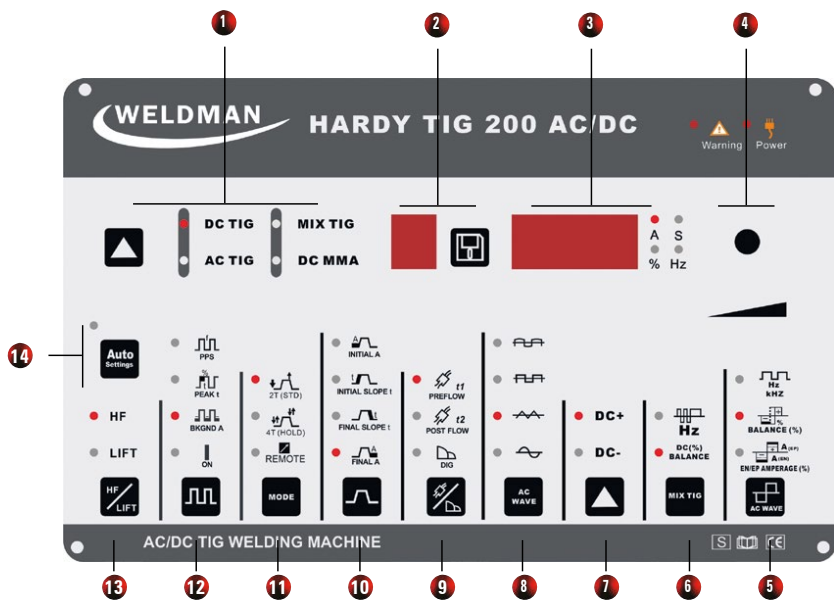 1 2 3 4
WELDMAN
HARDY TIG 200 AC/DC
Warning Power
DC TIG MIX TIG
AC TIG DC MMA
A S
% Hz
14
Auto
Settings
HF
LIFT
HF/LIFT
f
PPS
%
PEAK t
BKGND A
ON
2T (STD)
4T (HOLD)
REMOTE
MODE
A
INITIAL A
t
INITIAL SLOPE t
t
FINAL SLOPE t
A
FINAL A
t1
PREFLOW
t2
POST FLOW
DIG
AC
WAVE
DC+
DC-
Hz
DC(%)
BALANCE
MIX TIG
Hz
kHZ
%
BALANCE (%)
A (EP)
A (EN)
EN/EP AMPERAGE (%)
AC WAVE
AC/DC TIG WELDING MACHINE
S CE
13 12 11 10 9 8 7 6 5